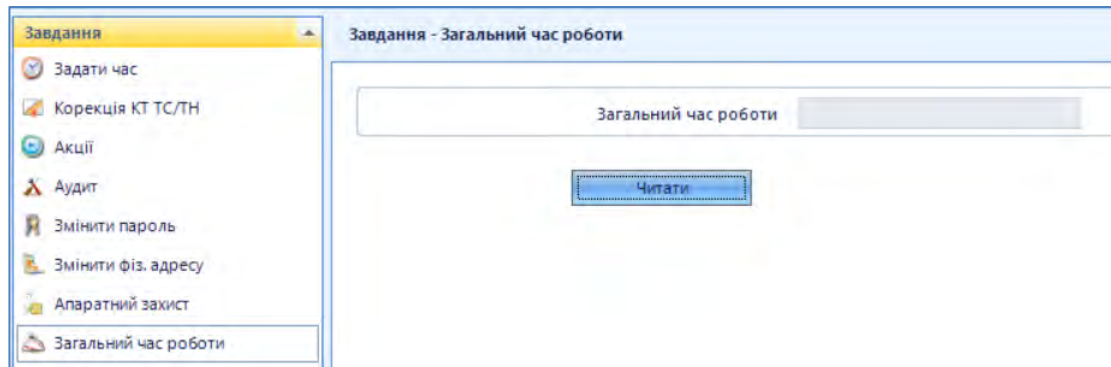 Завдання
Задати час
Корекція КТ ТС/ТН
Акції
Аудит
Змінити пароль
Змінити фіз. адресу
Апаратний захист
Загальний час роботи
Завдання - Загальний час роботи
Загальний час роботи
Читати